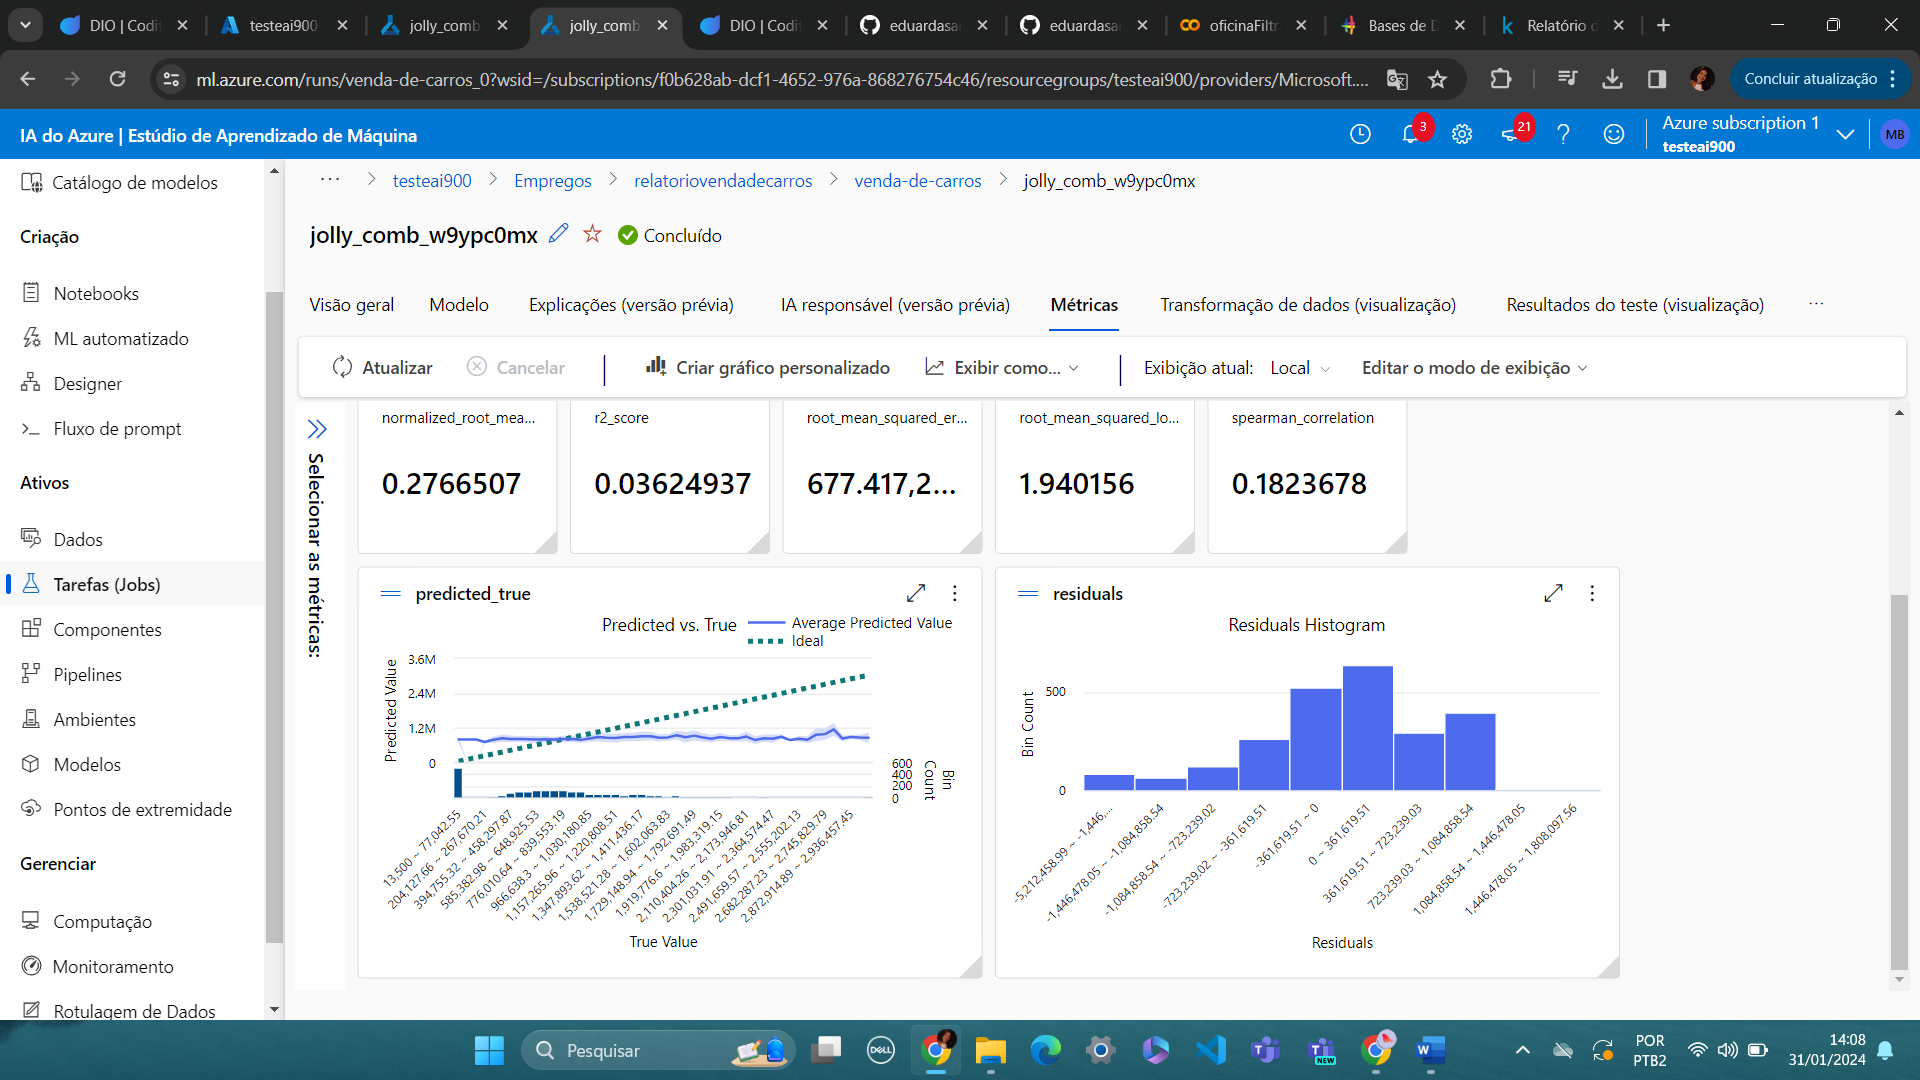 DIO | Codi
testeai900
jolly_comb
jolly_comb
DIO | Codi
eduardasa
eduardasa
oficinaFiltr
Bases de D
Relatório d
ml.azure.com/runs/venda-de-carros_0?wsid=/subscriptions/f0b628ab-dcf1-4652-976a-868276754c46/resourcegroups/testeai900/providers/Microsoft....
Concluir atualização
IA do Azure | Estúdio de Aprendizado de Máquina
3
21
Azure subscription 1
testeai900
MB
Catálogo de modelos
Criação
Notebooks
ML automatizado
Designer
Fluxo de prompt
Ativos
Dados
Tarefas (Jobs)
Componentes
Pipelines
Ambientes
Modelos
Pontos de extremidade
Gerenciar
Computação
Monitoramento
Rotulagem de Dados
... testeai900 Empregos relatoriovendadecarros venda-de-carros jolly_comb_w9ypc0mx
jolly_comb_w9ypc0mx
Concluído
Visão geral Modelo Explicações (versão prévia) IA responsável (versão prévia) Métricas Transformação de dados (visualização) Resultados do teste (visualização) ...
Atualizar Cancelar Criar gráfico personalizado Exibir como... Exibição atual: Local Editar o modo de exibição
Selecionar as métricas:
normalized_root_mea...
0.2766507
r2_score
0.03624937
root_mean_squared_er...
677.417,2...
root_mean_squared_lo...
1.940156
spearman_correlation
0.1823678
predicted_true
Predicted vs. True
Average Predicted Value
Ideal
Predicted Value
3.6M
2.4M
1.2M
0
600
400
200
0
Bin
Count
13,500 ~ 77,042.55
204,127.66 ~ 267,670.21
394,755.32 ~ 458,297.87
585,382.98 ~ 648,925.53
776,010.64 ~ 839,553.19
966,638.3 ~ 1,030,180.85
1,157,265.96 ~ 1,220,808.51
1,347,893.62 ~ 1,411,436.17
1,538,521.28 ~ 1,602,063.83
1,729,148.94 ~ 1,792,691.49
1,919,776.6 ~ 1,983,319.15
2,110,404.26 ~ 2,173,946.81
2,301,031.91 ~ 2,364,574.47
2,491,659.57 ~ 2,555,202.13
2,682,287.23 ~ 2,745,829.79
2,872,914.89 ~ 2,936,457.45
True Value
residuals
Residuals Histogram
Bin Count
500
0
-5,212,458.99 ~ -1,446,...
-1,446,478.05 ~ -1,084,858.54
-1,084,858.54 ~ -723,239.02
-723,239.02 ~ -361,619.51
-361,619.51 ~ 0
0 ~ 361,619.51
361,619.51 ~ 723,239.03
723,239.03 ~ 1,084,858.54
1,084,858.54 ~ 1,446,478.05
1,446,478.05 ~ 1,808,097.56
Residuals
Pesquisar
DELL
NEW
POR
PTB2
14:08
31/01/2024